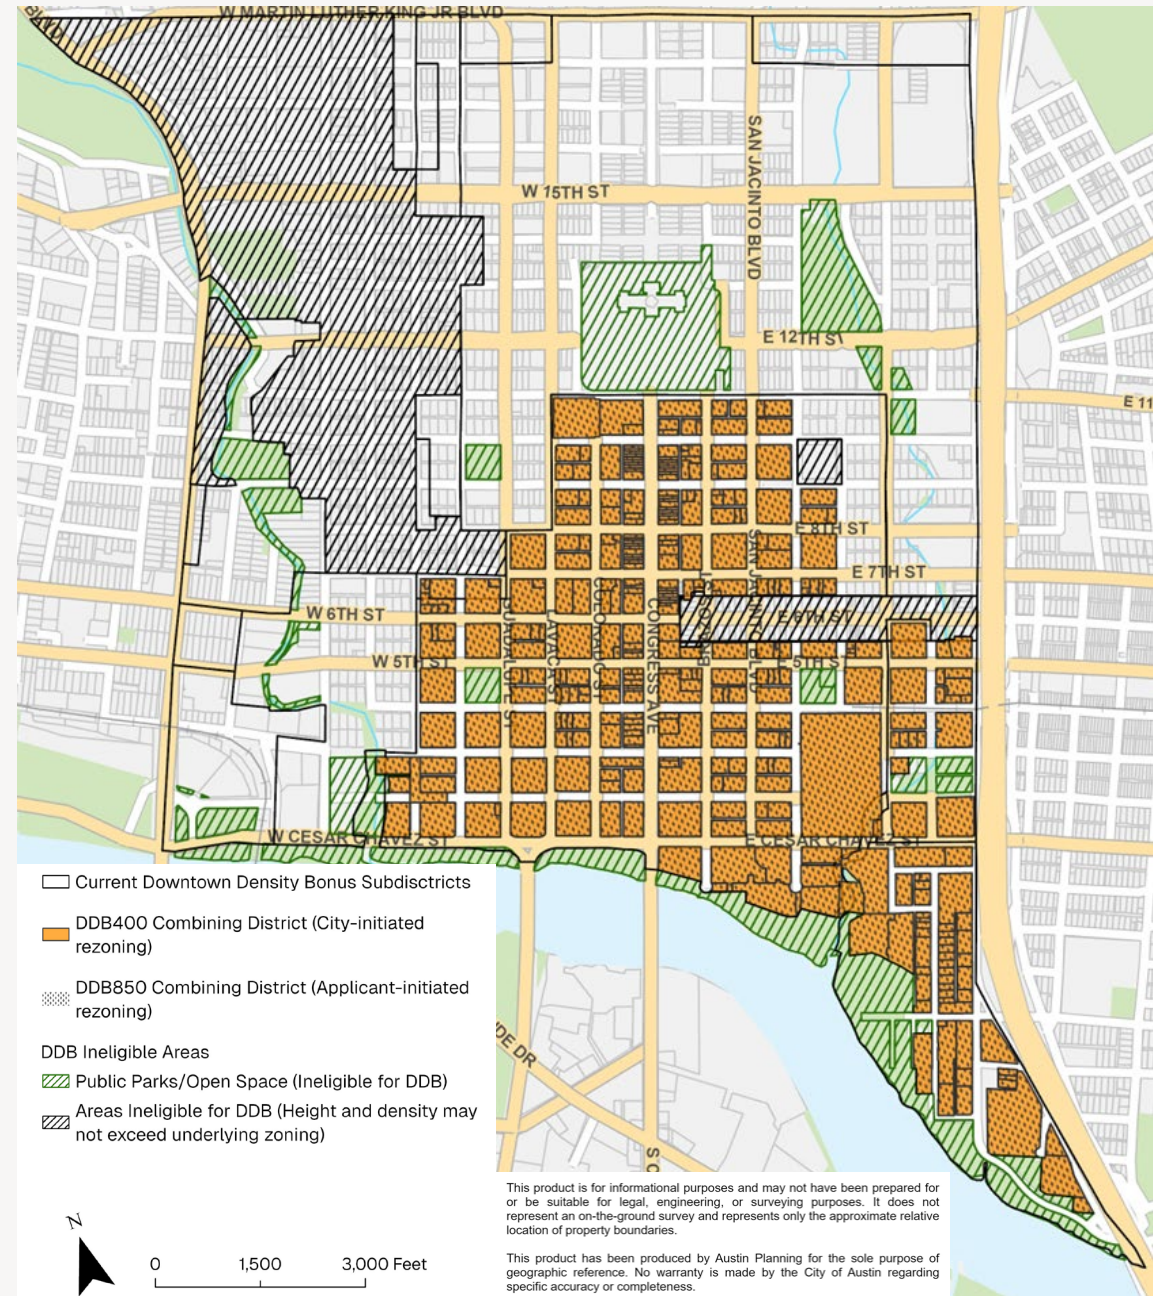 BLVD
W MARTIN LUTHER KING JR BLVD
SAN JACINTO BLVD
W 15TH ST
E 12TH ST
E 11
E 8TH ST
E 7TH ST
SAN JACINTO BLVD
W 6TH ST
E 6TH ST
BRAZOS ST
COLORADO ST
GUADALUPE ST
LAVACA ST
CONGRESS AVE
W 5TH ST
E 5TH ST
W CESAR CHAVEZ ST
E CESAR CHAVEZ ST
Current Downtown Density Bonus Subdisctricts
DDB400 Combining District (City-initiated
rezoning)
DDB850 Combining District (Applicant-initiated
rezoning)
DDB Ineligible Areas
Public Parks/Open Space (Ineligible for DDB)
Areas Ineligible for DDB (Height and density may
not exceed underlying zoning)
IDE DR
S C
N
0 1,500 3,000 Feet
This product is for informational purposes and may not have been prepared for
or be suitable for legal, engineering, or surveying purposes. It does not
represent an on-the-ground survey and represents only the approximate relative
location of property boundaries.
This product has been produced by Austin Planning for the sole purpose of
geographic reference. No warranty is made by the City of Austin regarding
specific accuracy or completeness.